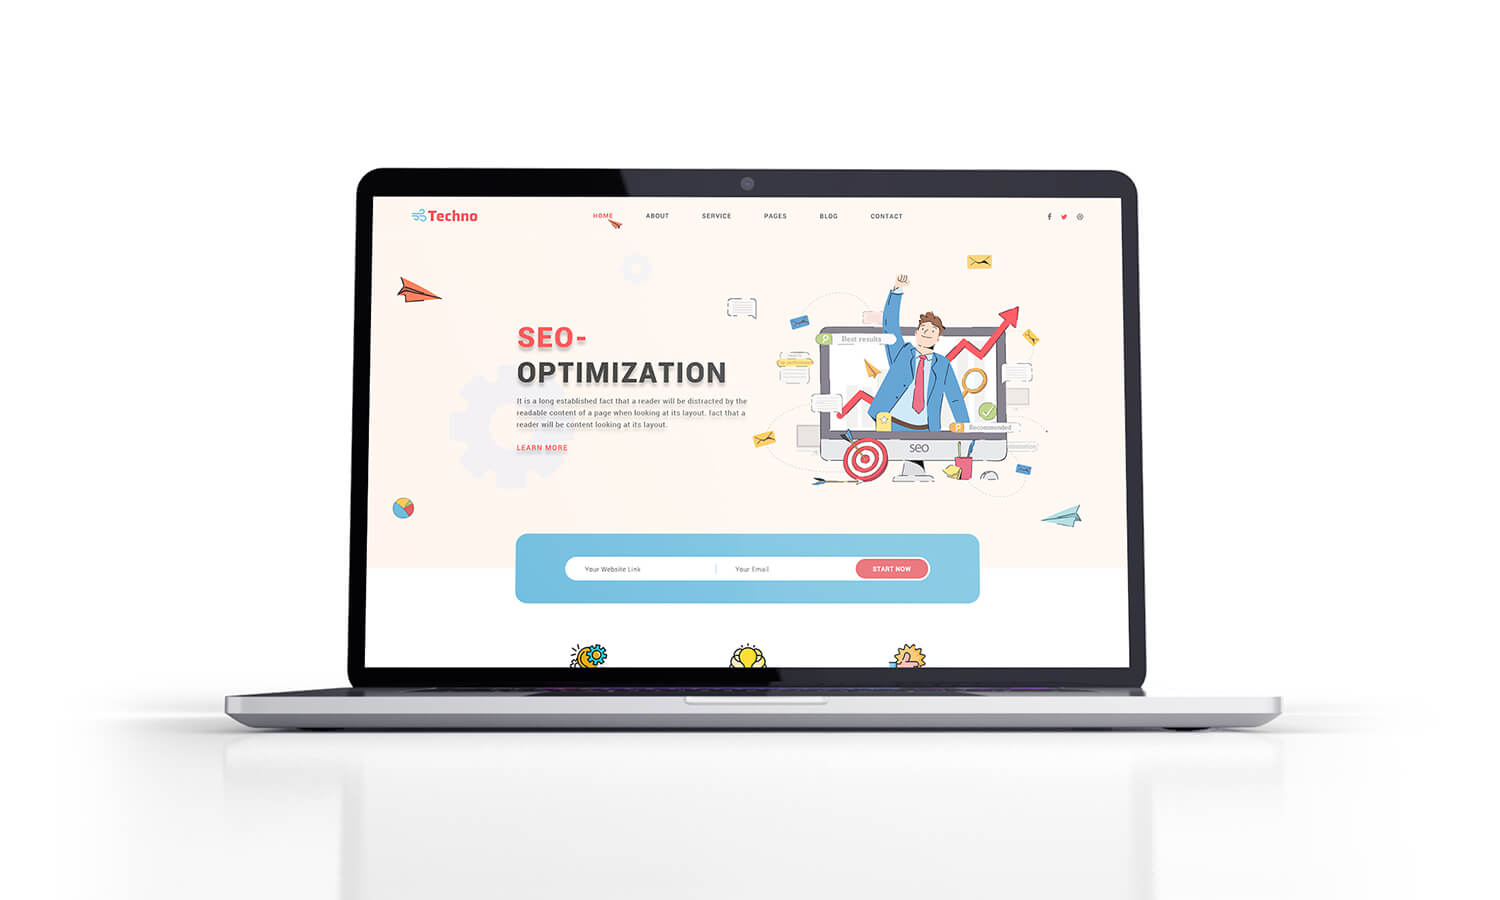 Techno
HOME ABOUT SERVICE PAGES BLOG CONTACT
SEO-
OPTIMIZATION
It is a long established fact that a reader will be distracted by the
readable content of a page when looking at its layout. fact that a
reader will be content looking at its layout.
LEARN MORE
Best results
Recommended
seo
Your Website Link
Your Email
START NOW